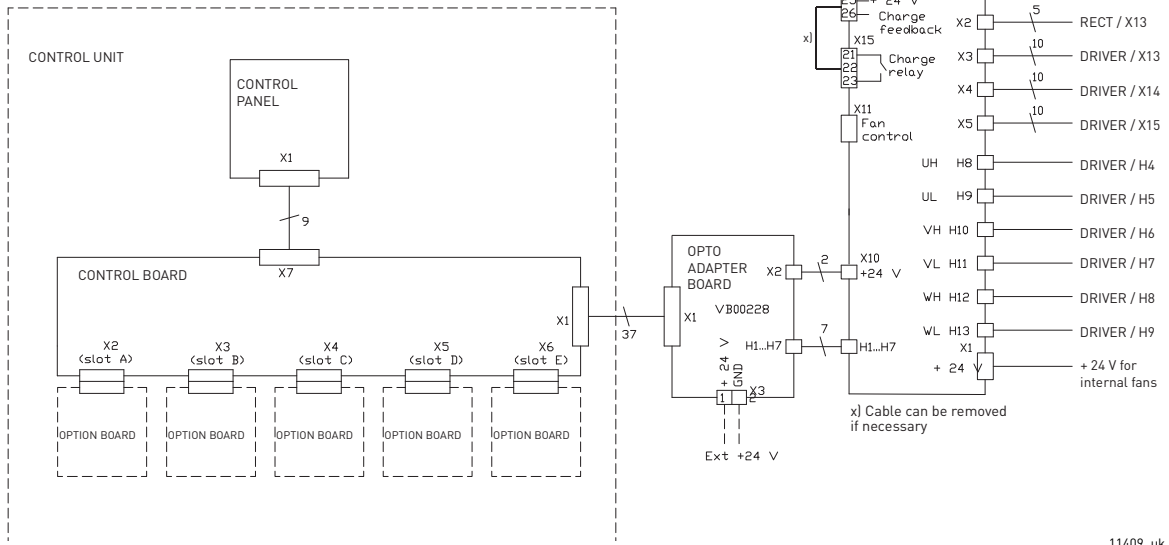 CONTROL UNIT
CONTROL
PANEL
X1
9
X7
CONTROL BOARD
X1
37
X2
(slot A)
X3
(slot B)
X4
(slot C)
X5
(slot D)
X6
(slot E)
OPTION BOARD
OPTION BOARD
OPTION BOARD
OPTION BOARD
OPTION BOARD
OPTO
ADAPTER
BOARD
VB00228
X1
X2
2
H1...H7
7
+ 24 V
GND
X3
1
2
Ext +24 V
+ 24 V
26
Charge
feedback
x)
X15
21
22
23
Charge
relay
X11
Fan
control
X10
+24 V
H1...H7
X2
5
RECT / X13
X3
10
DRIVER / X13
X4
10
DRIVER / X14
X5
10
DRIVER / X15
UH H8
DRIVER / H4
UL H9
DRIVER / H5
VH H10
DRIVER / H6
VL H11
DRIVER / H7
WH H12
DRIVER / H8
WL H13
DRIVER / H9
X1
+ 24 V
+ 24 V for
internal fans
x) Cable can be removed
if necessary